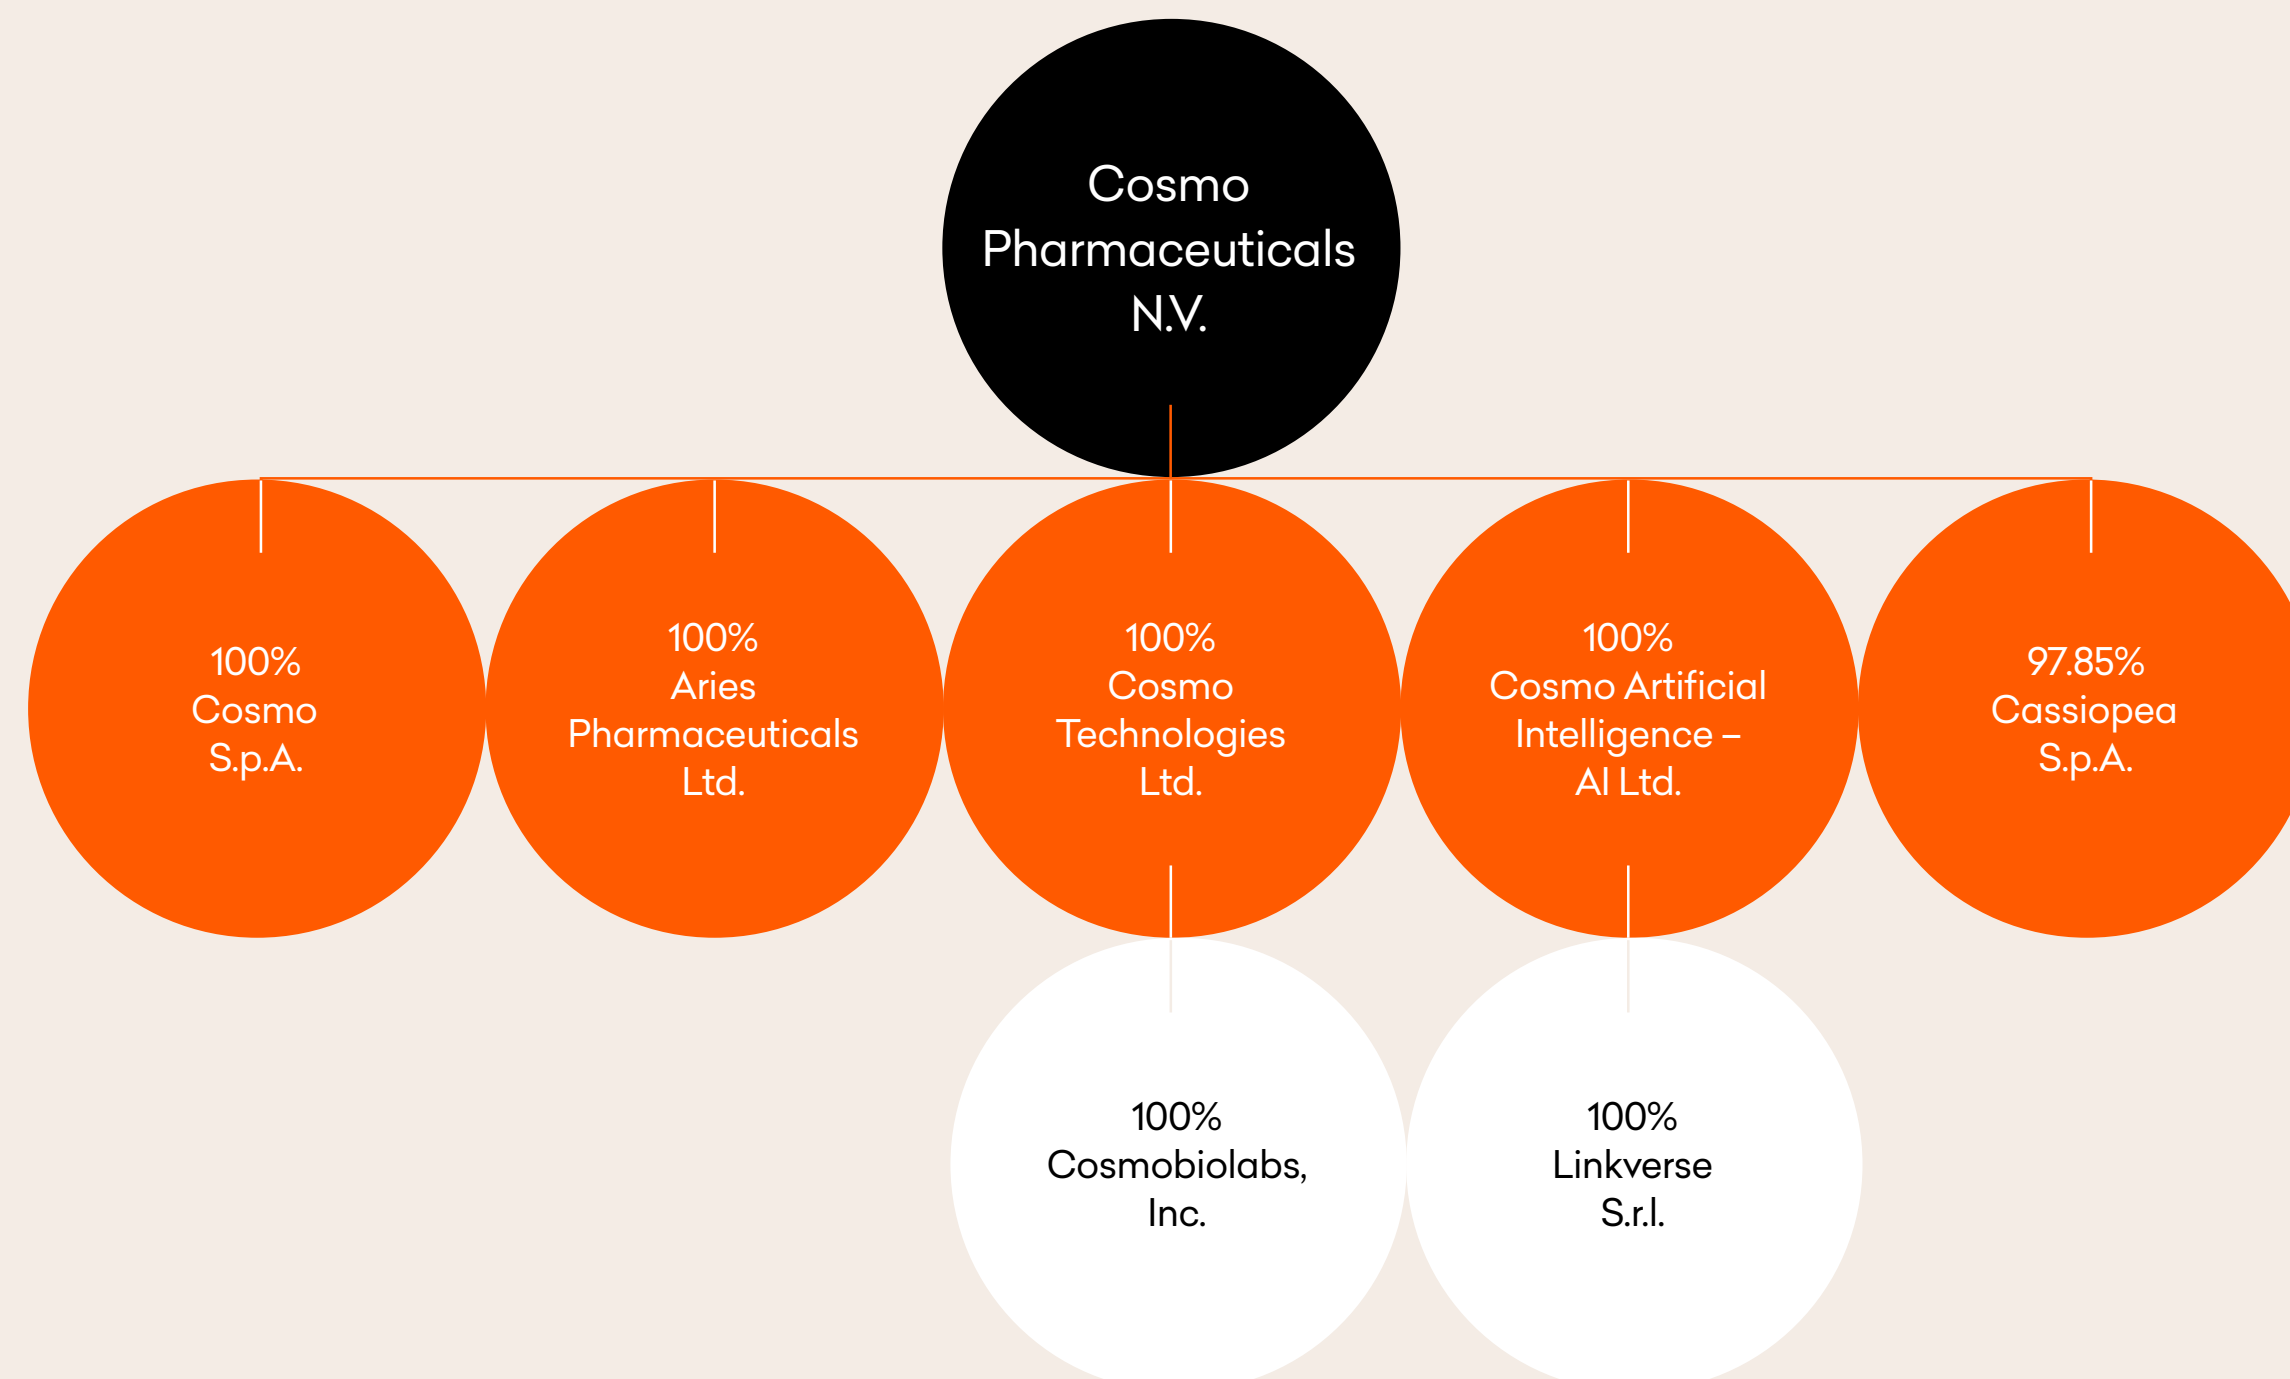 Cosmo
Pharmaceuticals
N.V.
100%
Cosmo
S.p.A.
100%
Aries
Pharmaceuticals
Ltd.
100%
Cosmo
Technologies
Ltd.
100%
Cosmo Artificial
Intelligence –
AI Ltd.
97.85%
Cassiopea
S.p.A.
100%
Cosmobiolabs,
Inc.
100%
Linkverse
S.r.l.